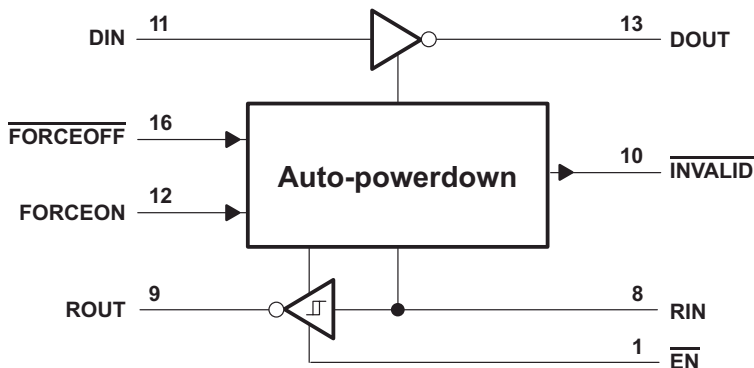 DIN 11 13 DOUT
FORCEOFF 16
Auto-powerdown
10 INVALID
FORCEON 12
ROUT 9 8 RIN
1 EN